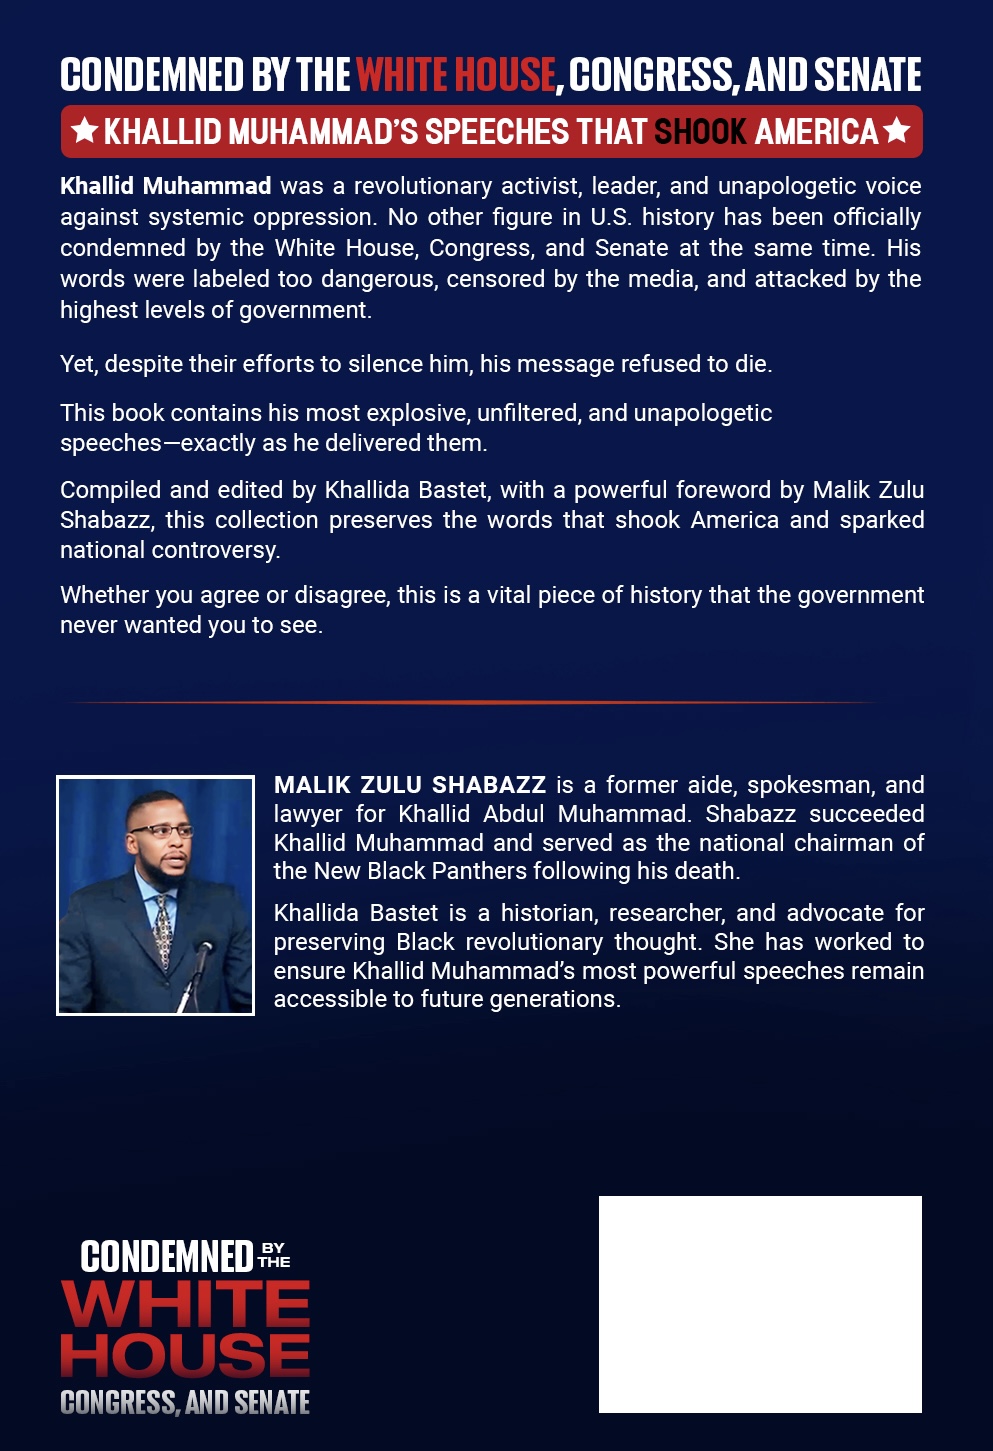 CONDEMNED BY THE WHITE HOUSE, CONGRESS, AND SENATE
KHALLID MUHAMMAD'S SPEECHES THAT SHOOK AMERICA
Khallid Muhammad was a revolutionary activist, leader, and unapologetic voice
against systemic oppression. No other figure in U.S. history has been officially
condemned by the White House, Congress, and Senate at the same time. His
words were labeled too dangerous, censored by the media, and attacked by the
highest levels of government.
Yet, despite their efforts to silence him, his message refused to die.
This book contains his most explosive, unfiltered, and unapologetic
speeches—exactly as he delivered them.
Compiled and edited by Khallida Bastet, with a powerful foreword by Malik Zulu
Shabazz, this collection preserves the words that shook America and sparked
national controversy.
Whether you agree or disagree, this is a vital piece of history that the government
never wanted you to see.
MALIK ZULU SHABAZZ is a former aide, spokesman, and
lawyer for Khallid Abdul Muhammad. Shabazz succeeded
Khallid Muhammad and served as the national chairman of
the New Black Panthers following his death.
Khallida Bastet is a historian, researcher, and advocate for
preserving Black revolutionary thought. She has worked to
ensure Khallid Muhammad's most powerful speeches remain
accessible to future generations.
CONDEMNED BY THE
WHITE
HOUSE
CONGRESS, AND SENATE